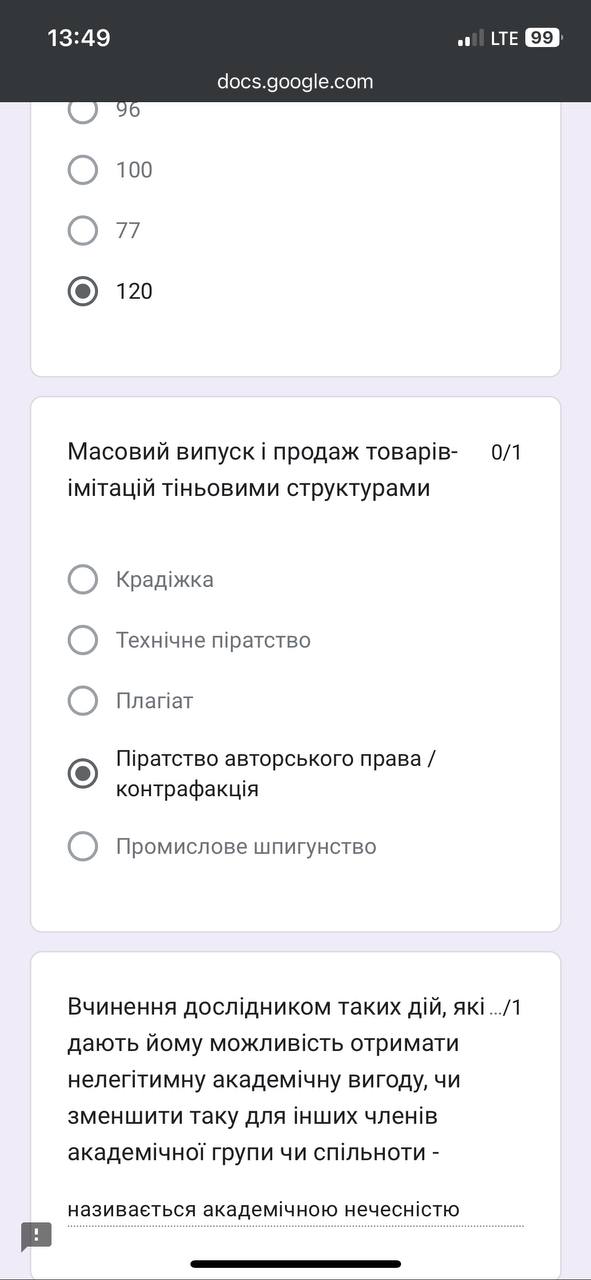 13:49
LTE 99
docs.google.com
96
100
77
120
Масовий випуск і продаж товарів- 0/1
імітацій тіньовими структурами
Крадіжка
Технічне піратство
Плагіат
Піратство авторського права /
контрафакція
Промислове шпигунство
Вчинення дослідником таких дій, які .../1
дають йому можливість отримати
нелегітимну академічну вигоду, чи
зменшити таку для інших членів
академічної групи чи спільноти -
називається академічною нечесністю
!